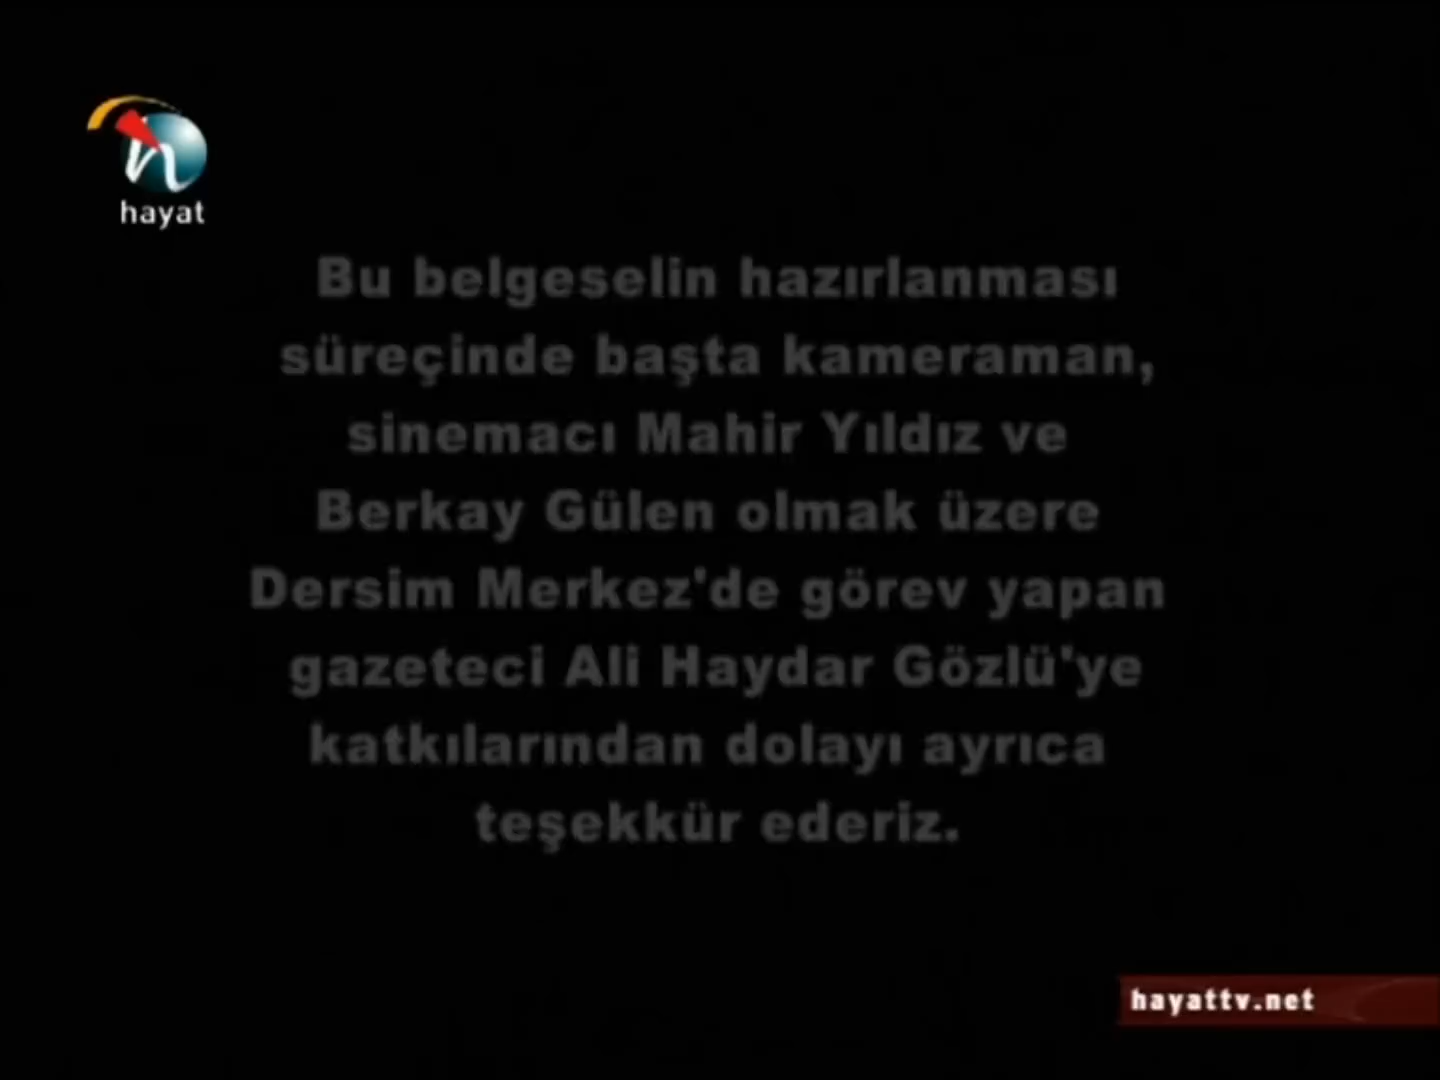 hayat
Bu belgeselin hazırlanması
süreçinde başta kameraman,
sinemacı Mahir Yıldız ve
Berkay Gülen olmak üzere
Dersim Merkez'de görev yapan
gazeteci Ali Haydar Gözlü'ye
katkılarından dolayı ayrıca
teşekkür ederiz.
hayattv.net